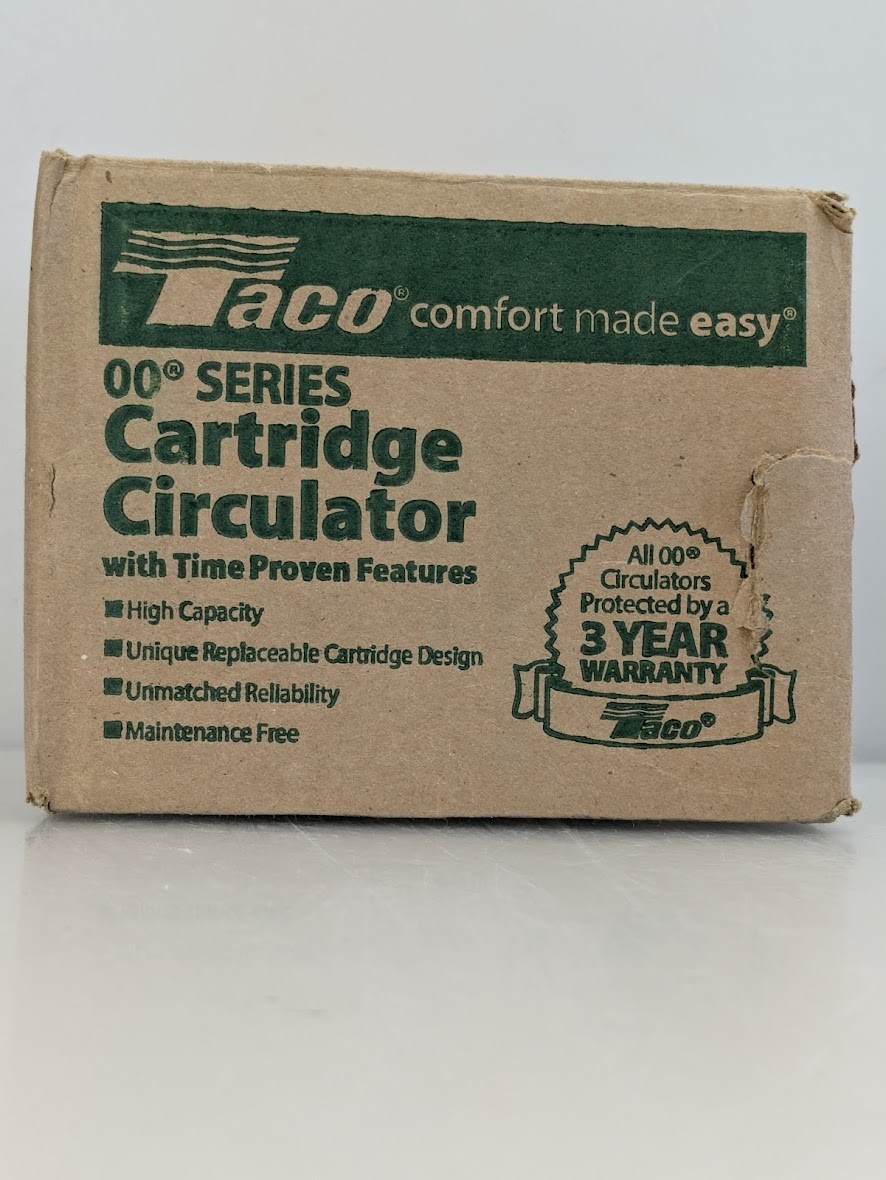 Taco® comfort made easy®
00® SERIES
Cartridge
Circulator
with Time Proven Features
■ High Capacity
■ Unique Replaceable Cartridge Design
■ Unmatched Reliability
■ Maintenance Free
All 00®
Circulators
Protected by a
3 YEAR
WARRANTY
Taco®